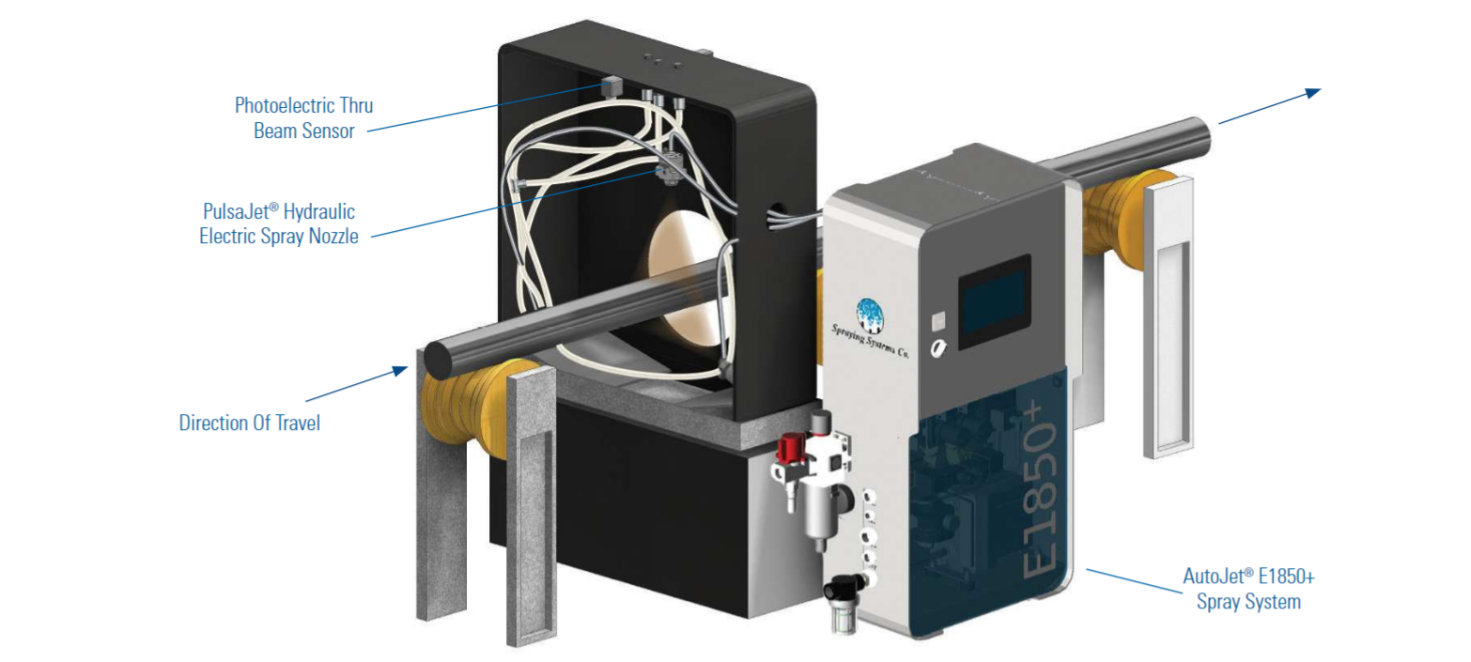 Photoelectric Thru
Beam Sensor
PulsaJet® Hydraulic
Electric Spray Nozzle
Direction Of Travel
Spraying Systems Co.
E1850+
AutoJet® E1850+
Spray System